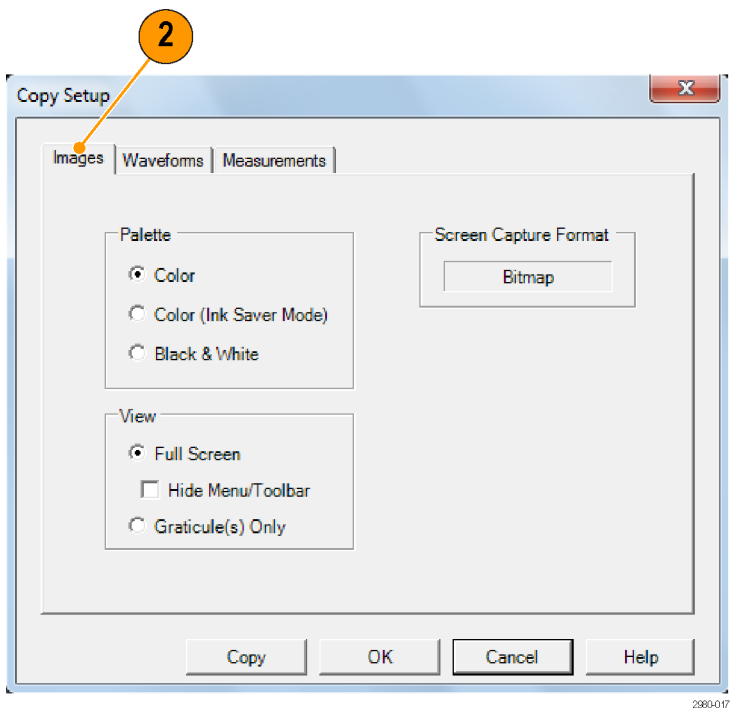 2
Copy Setup
Images Waveforms Measurements
Palette
Color
Color (Ink Saver Mode)
Black & White
Screen Capture Format
Bitmap
View
Full Screen
Hide Menu/Toolbar
Graticule(s) Only
Copy OK Cancel Help
2980-017